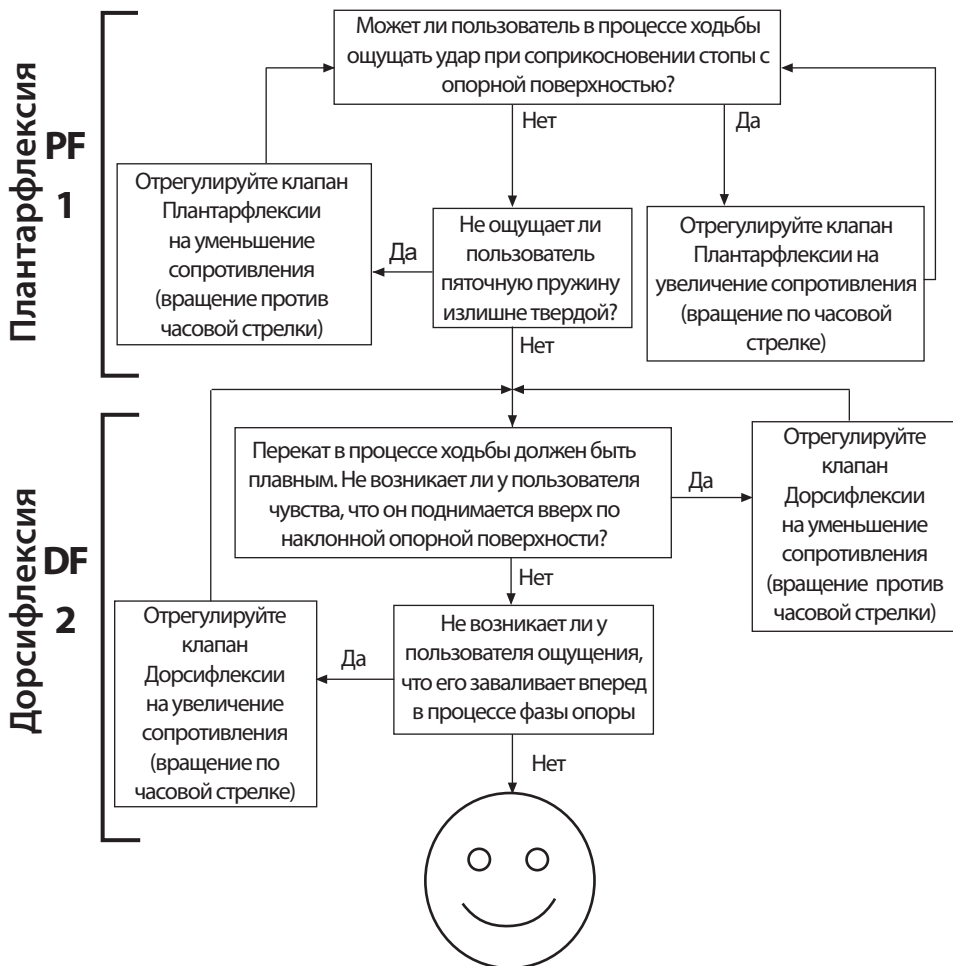 Плантарфлексия
PF
1
Может ли пользователь в процессе ходьбы
ощущать удар при соприкосновении стопы с
опорной поверхностью?
Нет
Да
Отрегулируйте клапан
Плантарфлексии
на уменьшение
сопротивления
(вращение против
часовой стрелки)
Да
Не ощущает ли
пользователь
пяточную пружину
излишне твердой?
Отрегулируйте клапан
Плантарфлексии на
увеличение сопротивления
(вращение по часовой
стрелке)
Нет
Дорсифлексия
DF
2
Перекат в процессе ходьбы должен быть
плавным. Не возникает ли у пользователя
чувства, что он поднимается вверх по
наклонной опорной поверхности?
Да
Отрегулируйте
клапан
Дорсифлексии
на уменьшение
сопротивления
(вращение против
часовой стрелки)
Нет
Отрегулируйте
клапан
Дорсифлексии
на увеличение
сопротивления
(вращение по
часовой стрелке)
Да
Не возникает ли у
пользователя ощущения,
что его заваливает вперед
в процессе фазы опоры
Нет